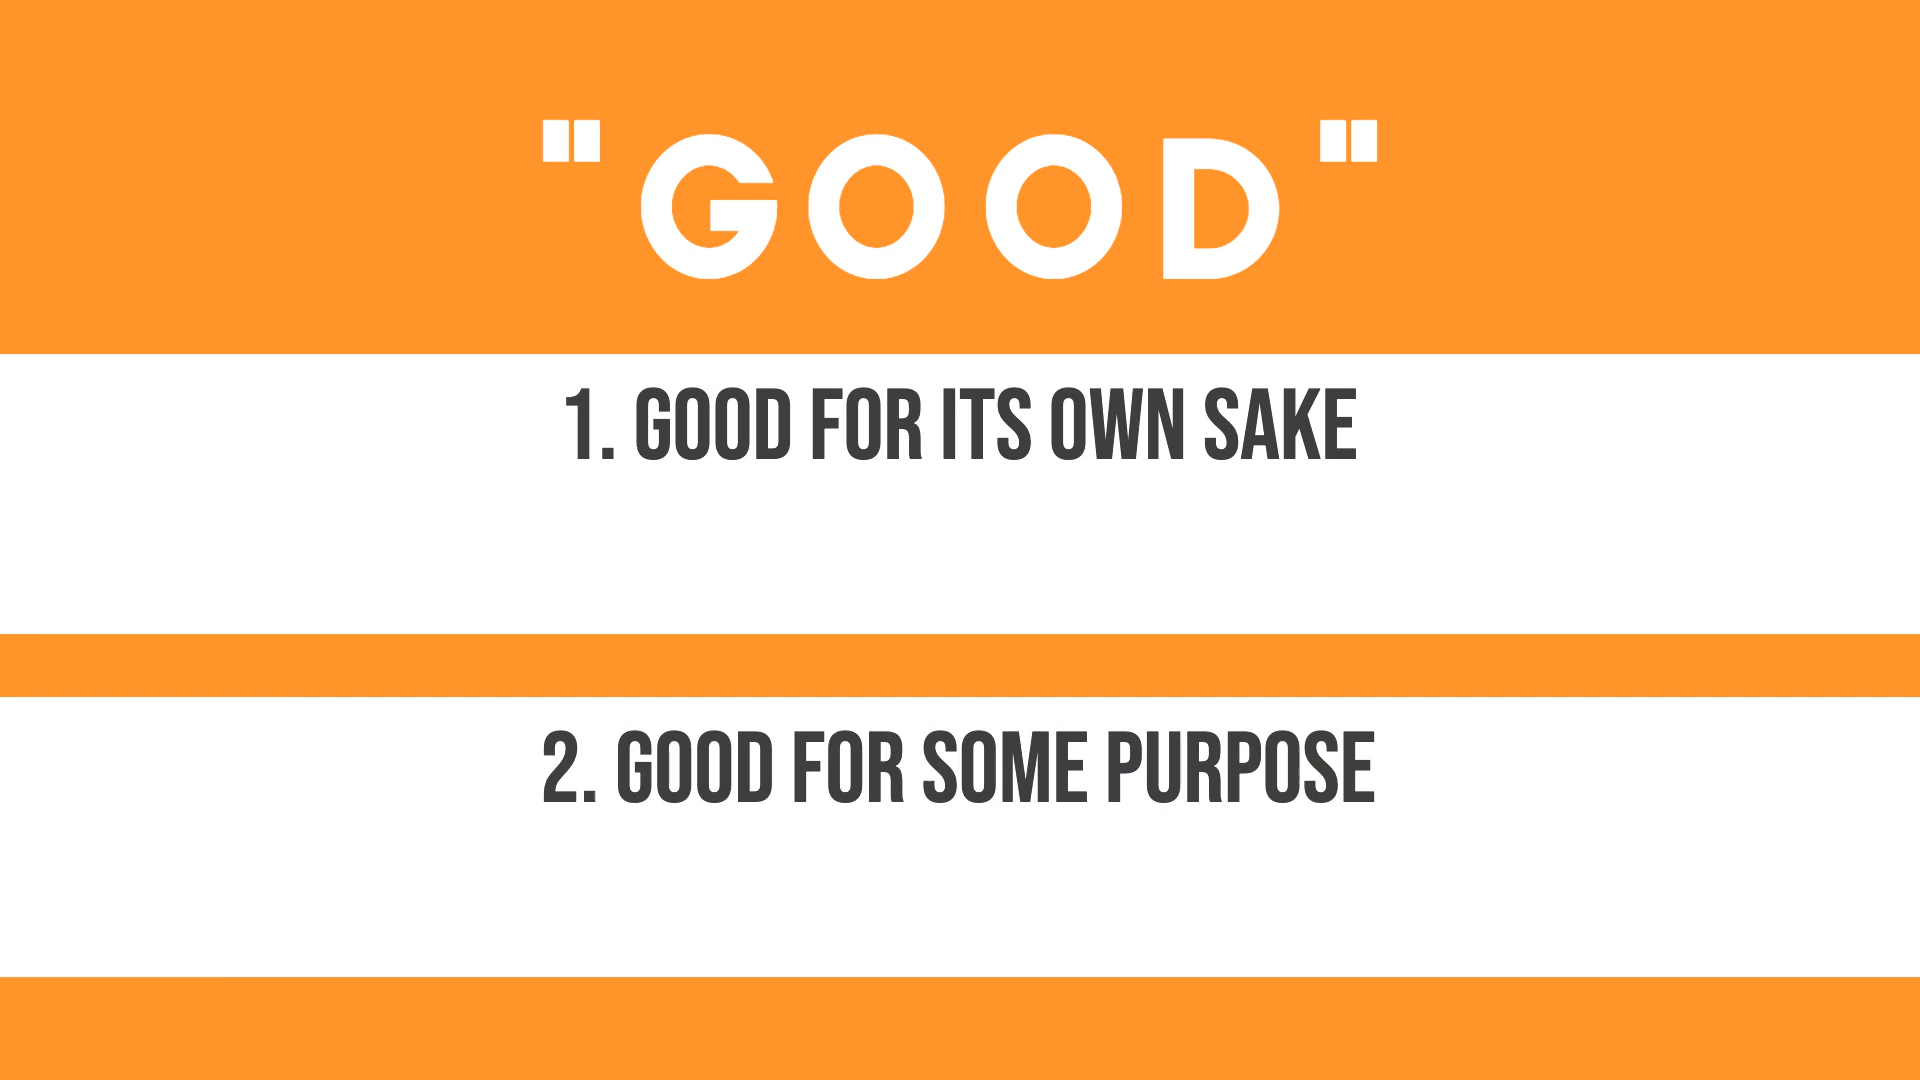 "GOOD"
1. GOOD FOR ITS OWN SAKE
2. GOOD FOR SOME PURPOSE